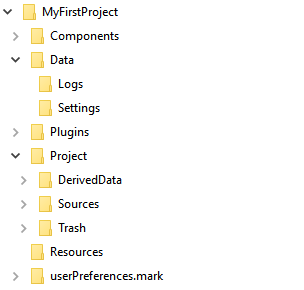 MyFirstProject
Components
Data
Logs
Settings
Plugins
Project
DerivedData
Sources
Trash
Resources
userPreferences.mark